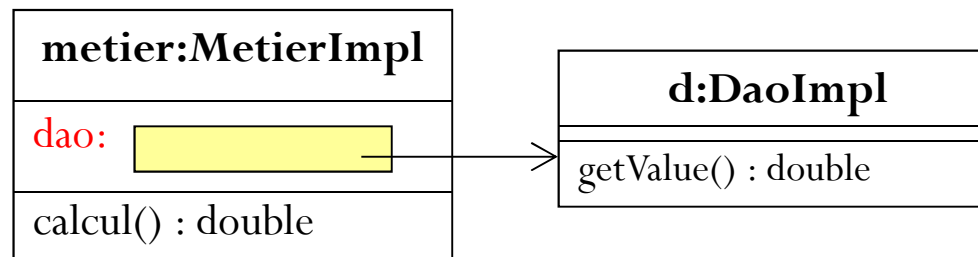 metier:MetierImpl
dao:
calcul() : double
d:DaoImpl
getValue() : double